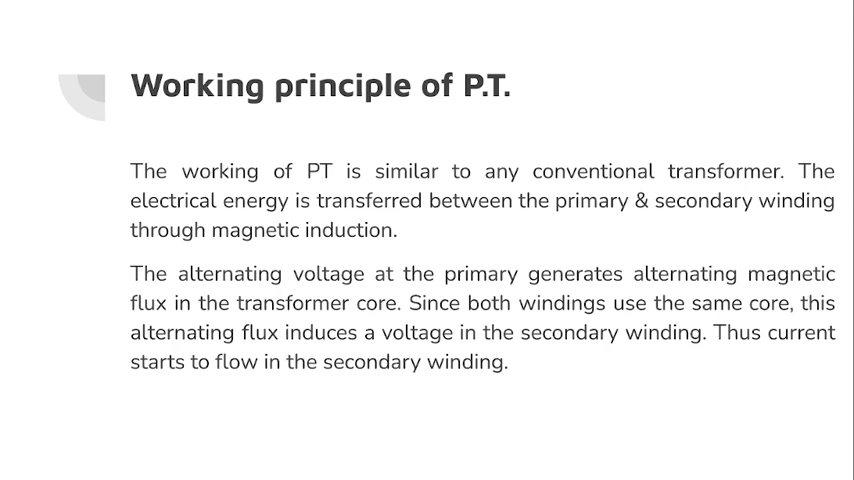 Working principle of P.T.
The working of PT is similar to any conventional transformer. The
electrical energy is transferred between the primary & secondary winding
through magnetic induction.
The alternating voltage at the primary generates alternating magnetic
flux in the transformer core. Since both windings use the same core, this
alternating flux induces a voltage in the secondary winding. Thus current
starts to flow in the secondary winding.